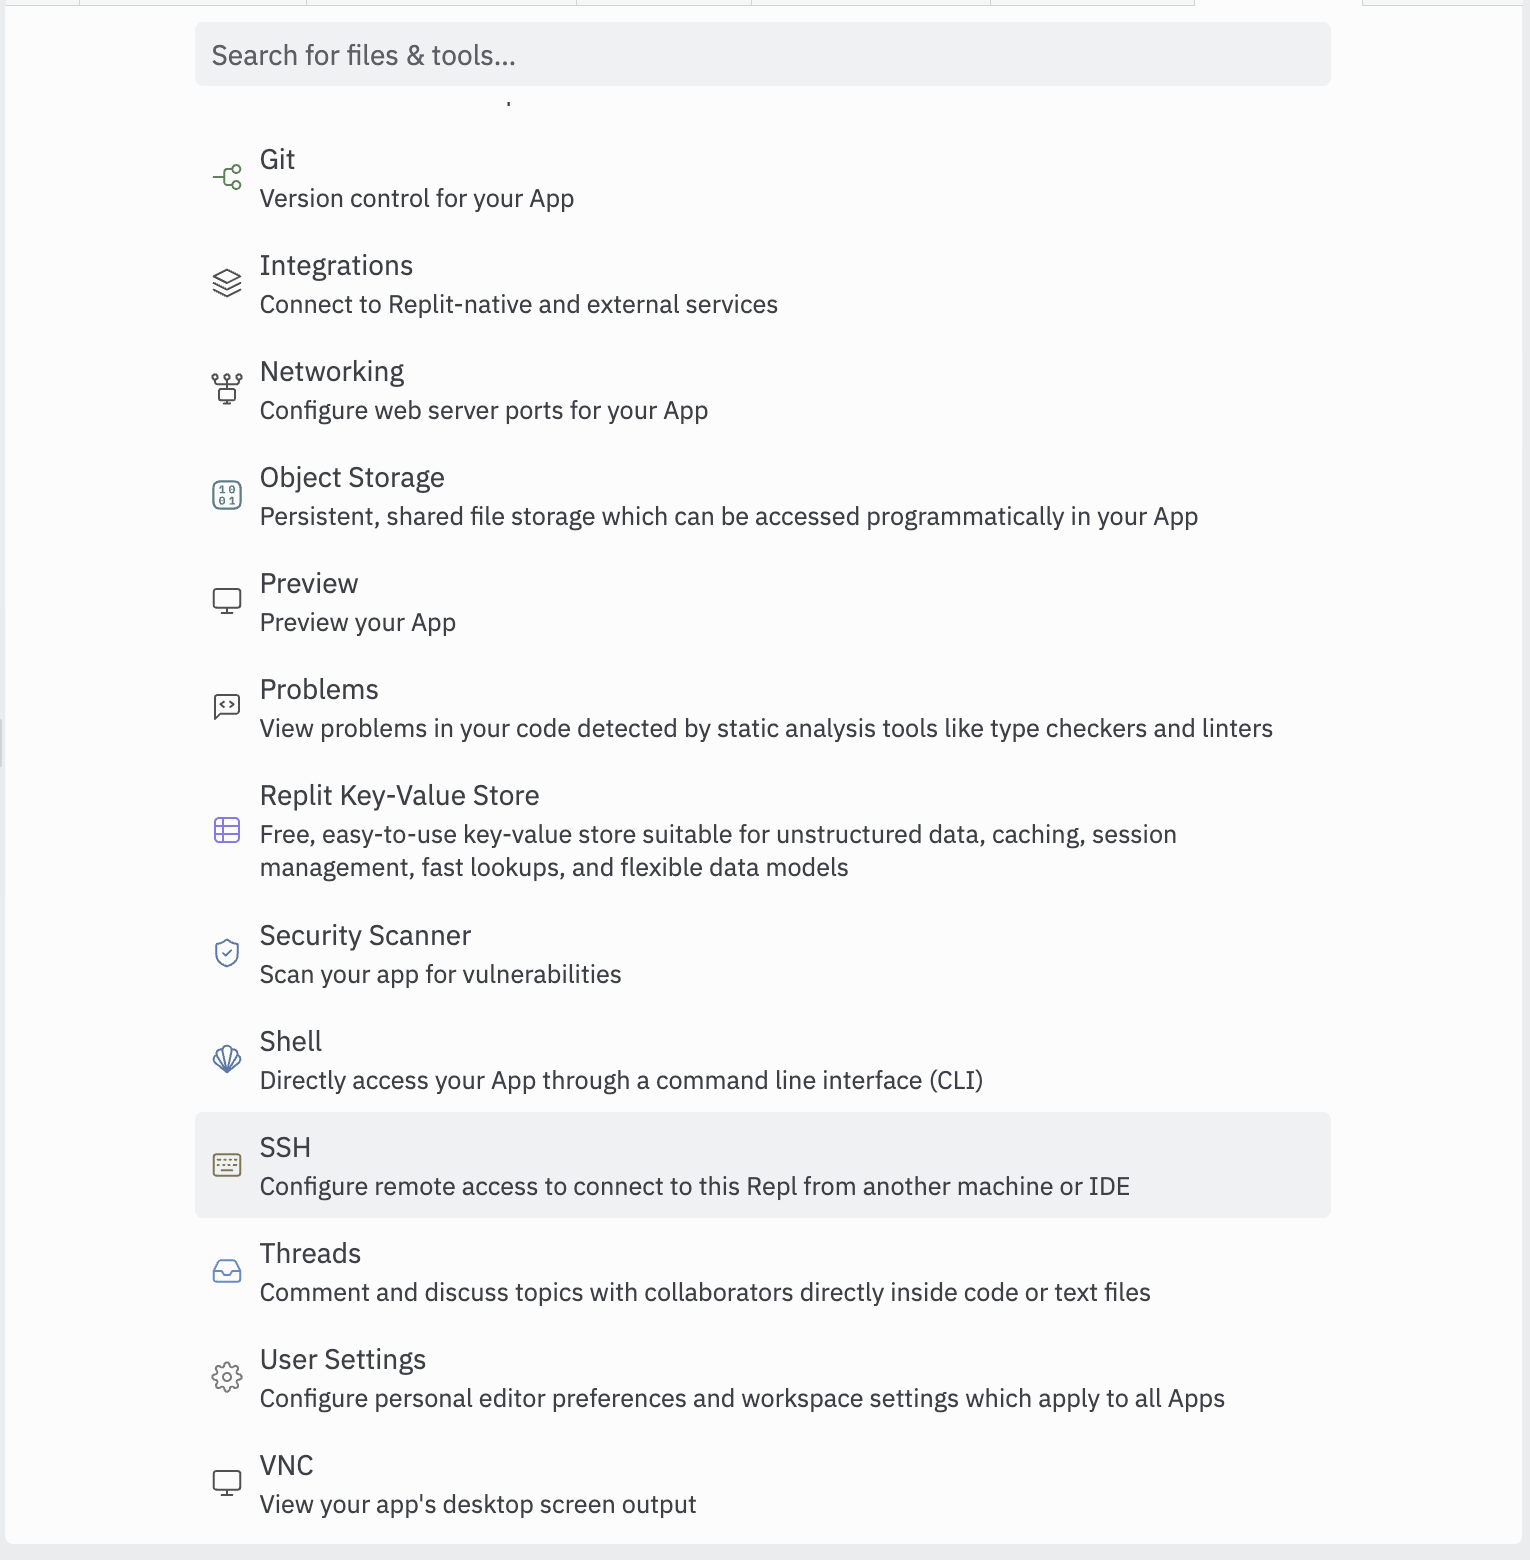 Search for files & tools...
Git
Version control for your App
Integrations
Connect to Replit-native and external services
Networking
Configure web server ports for your App
Object Storage
Persistent, shared file storage which can be accessed programmatically in your App
Preview
Preview your App
Problems
View problems in your code detected by static analysis tools like type checkers and linters
Replit Key-Value Store
Free, easy-to-use key-value store suitable for unstructured data, caching, session
management, fast lookups, and flexible data models
Security Scanner
Scan your app for vulnerabilities
Shell
Directly access your App through a command line interface (CLI)
SSH
Configure remote access to connect to this Repl from another machine or IDE
Threads
Comment and discuss topics with collaborators directly inside code or text files
User Settings
Configure personal editor preferences and workspace settings which apply to all Apps
VNC
View your app's desktop screen output